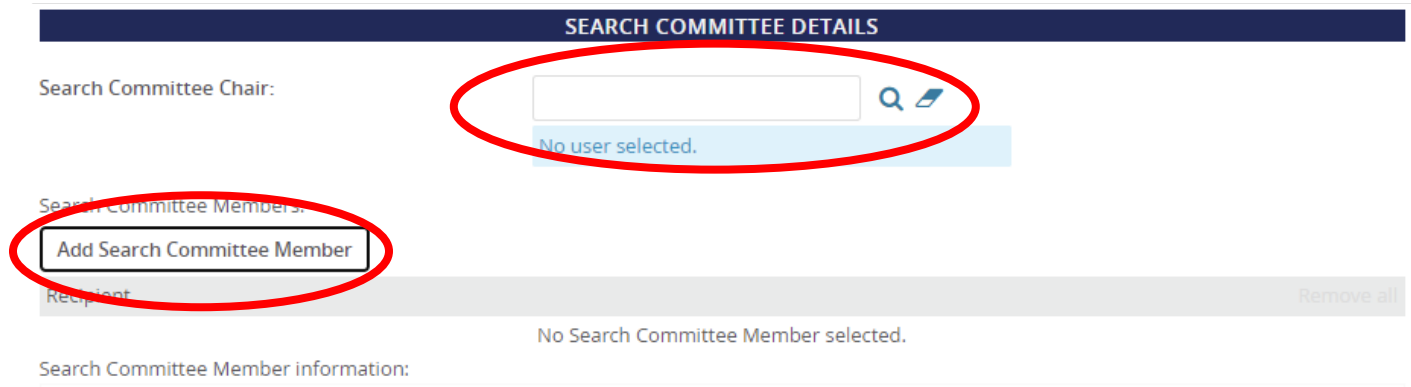 SEARCH COMMITTEE DETAILS
Search Committee Chair:
No user selected.
Search Committee Members:
Add Search Committee Member
Recipient
Remove all
No Search Committee Member selected.
Search Committee Member information: